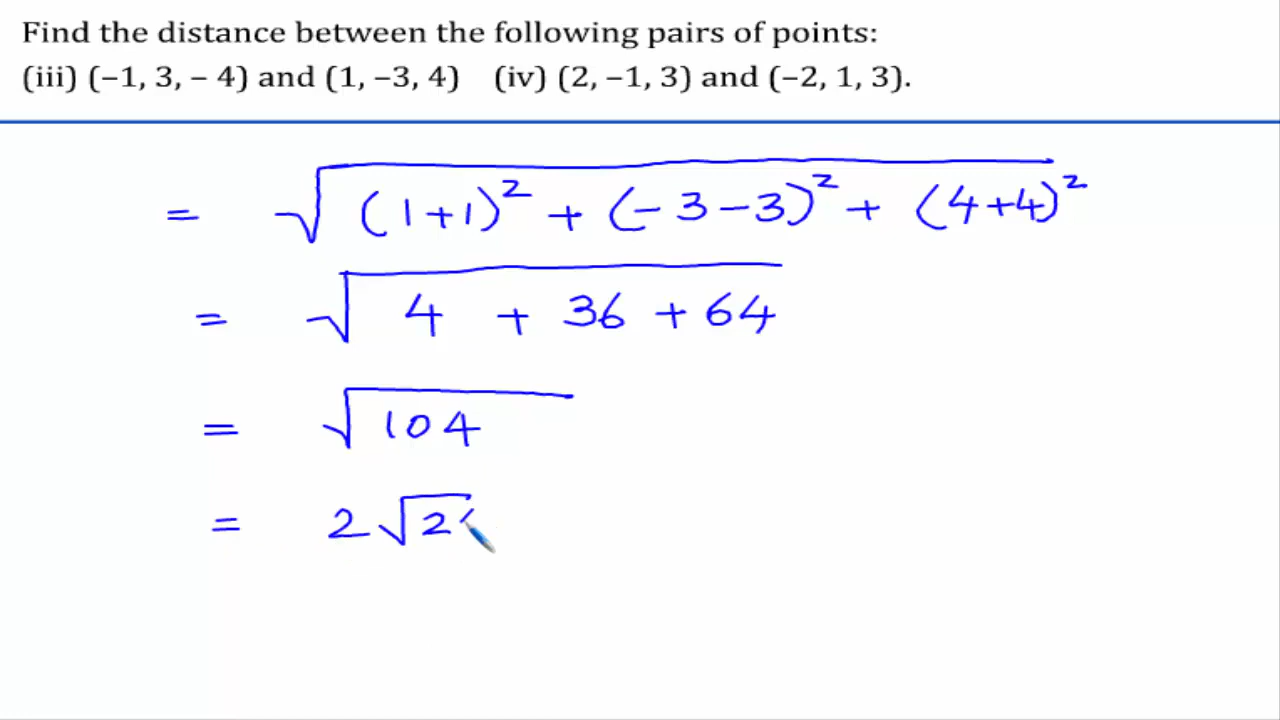 Find the distance between the following pairs of points:
(iii) (−1, 3, − 4) and (1, −3, 4) (iv) (2, −1, 3) and (−2, 1, 3).
= √(1+1)² + (−3−3)² + (4+4)²
= √4 + 36 + 64
= √104
= 2√2